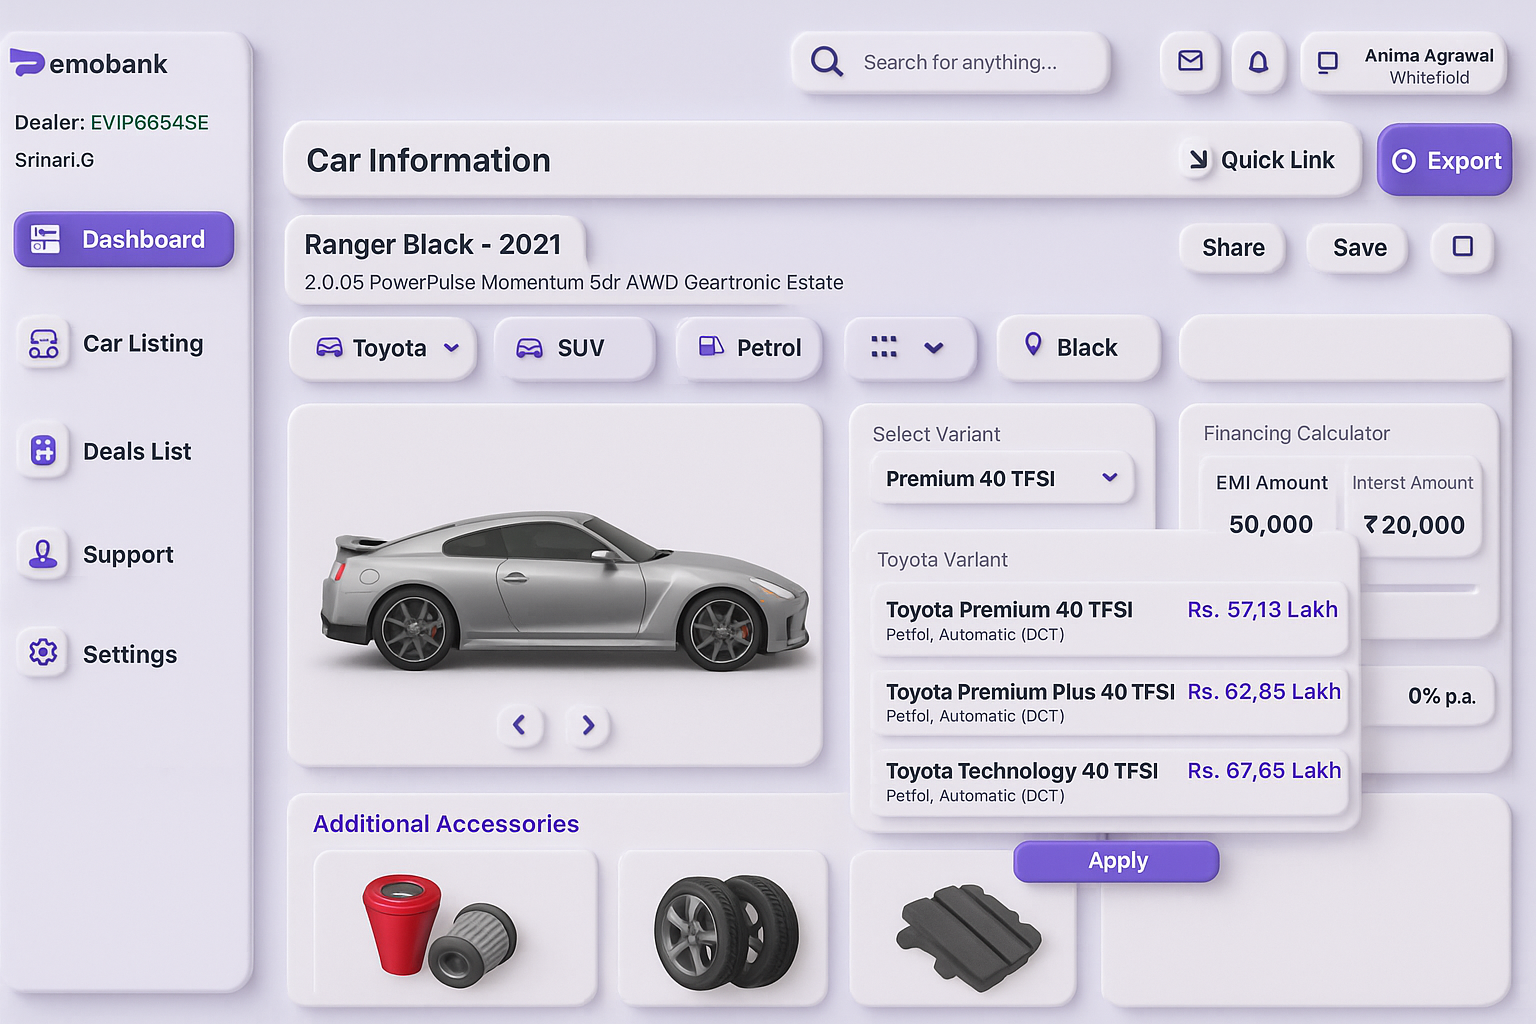 emobank
Search for anything...
Anima Agrawal
Whitefiold
Dealer: EVIP6654SE
Srinari.G
Car Information
Quick Link
Export
Dashboard
Ranger Black - 2021
2.0.05 PowerPulse Momentum 5dr AWD Geartronic Estate
Share
Save
Car Listing
Toyota
SUV
Petrol
Black
Deals List
Select Variant
Premium 40 TFSI
Financing Calculator
EMI Amount
50,000
Interst Amount
₹20,000
Support
Toyota Varlant
Toyota Premium 40 TFSI
Rs. 57,13 Lakh
Petfol, Automatic (DCT)
Settings
Toyota Premium Plus 40 TFSI
Rs. 62,85 Lakh
Petfol, Automatic (DCT)
0% p.a.
Toyota Technology 40 TFSI
Rs. 67,65 Lakh
Petfol, Automatic (DCT)
Additional Accessories
Apply